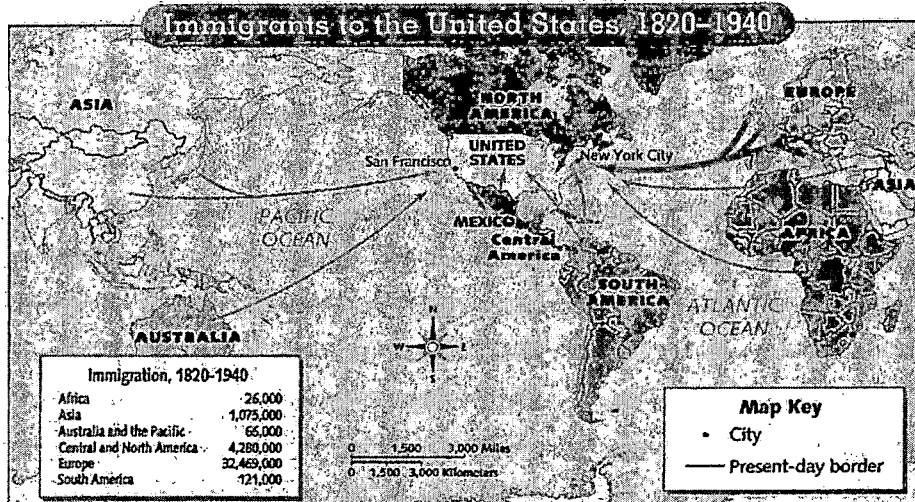 Immigrants to the United States, 1820–1940
ASIA
NORTH
AMERICA
EUROPE
UNITED
STATES
San Francisco
New York City
ASIA
PACIFIC
OCEAN
MEXICO
Central
America
AFRICA
SOUTH
AMERICA
ATLANTIC
OCEAN
AUSTRALIA
N
W E
S
Immigration, 1820-1940
Africa 26,000
Asia 1,075,000
Australia and the Pacific 66,000
Central and North America 4,280,000
Europe 32,469,000
South America 121,000
0 1,500 3,000 Miles
0 1,500 3,000 Kilometers
Map Key
• City
Present-day border